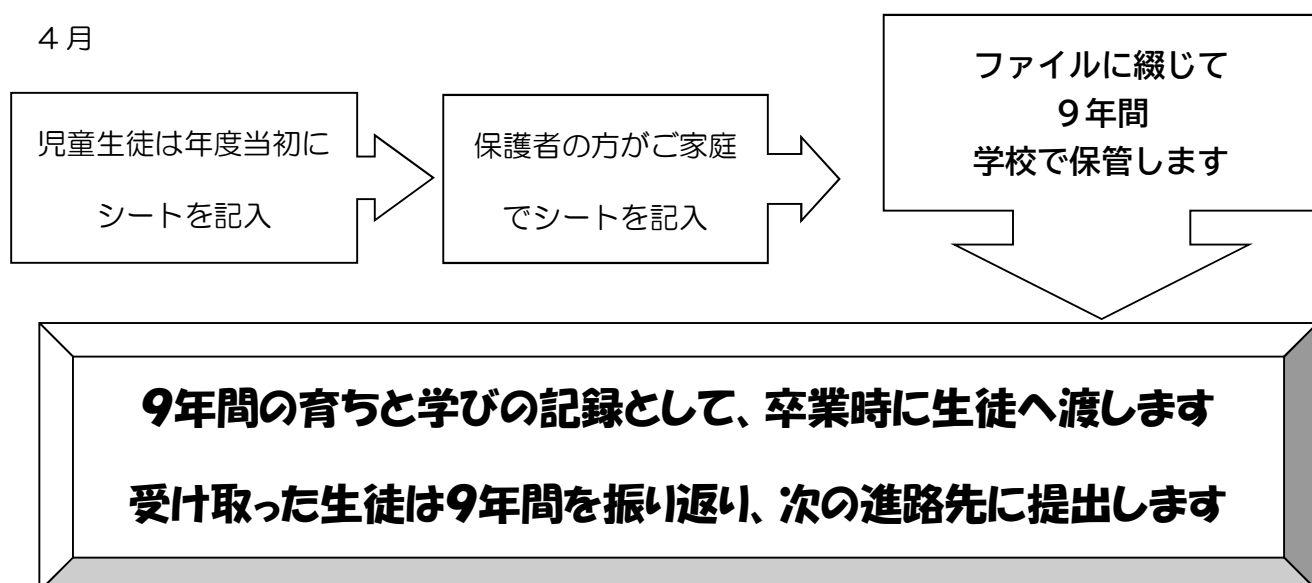 ４月
児童生徒は年度当初に
シートを記入
保護者の方がご家庭
でシートを記入
ファイルに綴じて
９年間
学校で保管します
9年間の育ちと学びの記録として、卒業時に生徒へ渡します
受け取った生徒は9年間を振り返り、次の進路先に提出します